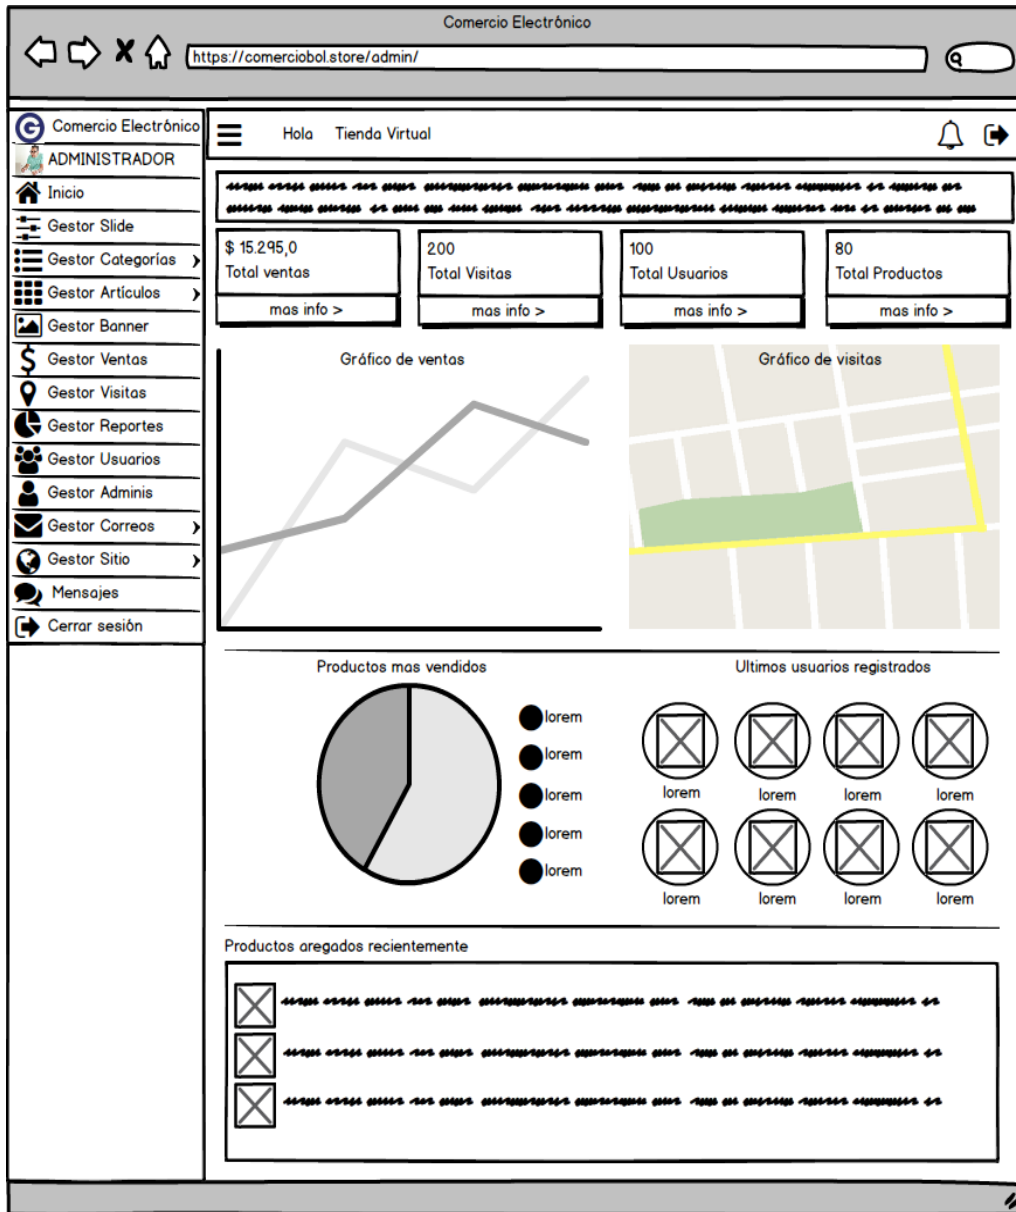 Comercio Electrónico
https://comerciobol.store/admin/
Comercio Electrónico
ADMINISTRADOR
Inicio
Gestor Slide
Gestor Categorías
Gestor Artículos
Gestor Banner
Gestor Ventas
Gestor Visitas
Gestor Reportes
Gestor Usuarios
Gestor Adminis
Gestor Correos
Gestor Sitio
Mensajes
Cerrar sesión
Hola Tienda Virtual
$ 15.295,0
Total ventas
mas info >
200
Total Visitas
mas info >
100
Total Usuarios
mas info >
80
Total Productos
mas info >
Gráfico de ventas
Gráfico de visitas
Productos mas vendidos
lorem
lorem
lorem
lorem
lorem
Ultimos usuarios registrados
lorem lorem lorem lorem
lorem lorem lorem lorem
Productos aregados recientemente